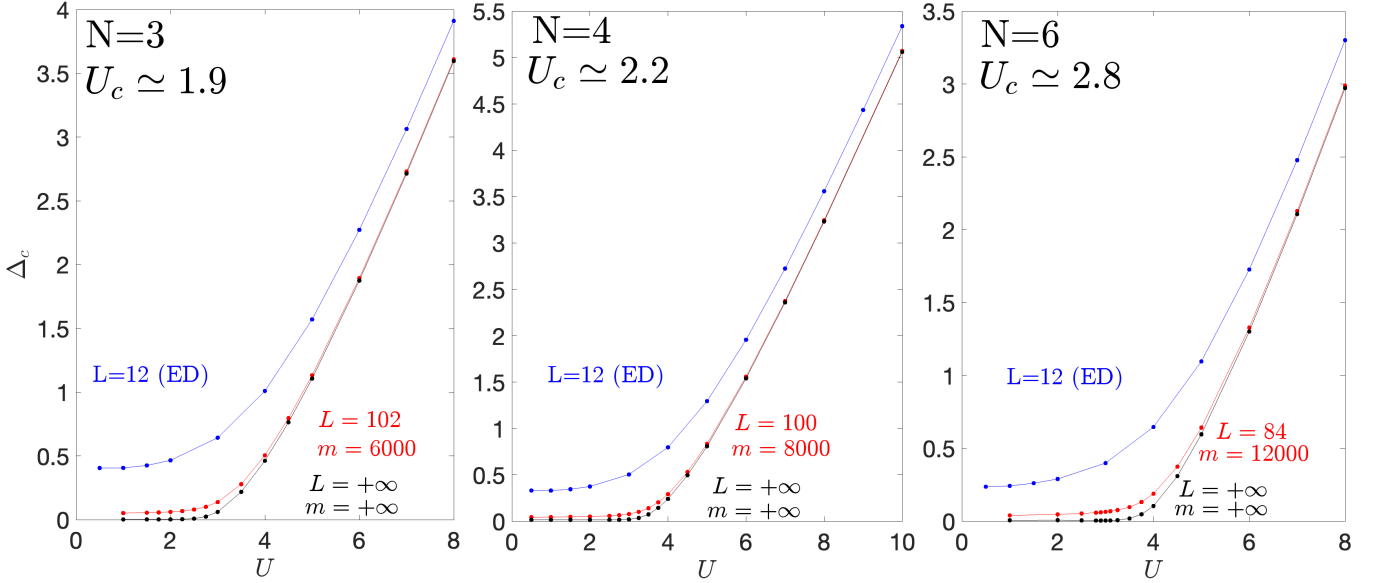 N=3
U_c ≃ 1.9
Δ_c
4
3.5
3
2.5
2
1.5
1
0.5
0
L=12 (ED)
L = 102
m = 6000
L = +∞
m = +∞
0 2 4 6 8
U
N=4
U_c ≃ 2.2
5.5
5
4.5
4
3.5
3
2.5
2
1.5
1
0.5
0
L=12 (ED)
L = 100
m = 8000
L = +∞
m = +∞
0 2 4 6 8 10
U
N=6
U_c ≃ 2.8
3.5
3
2.5
2
1.5
1
0.5
0
L=12 (ED)
L = 84
m = 12000
L = +∞
m = +∞
0 2 4 6 8
U